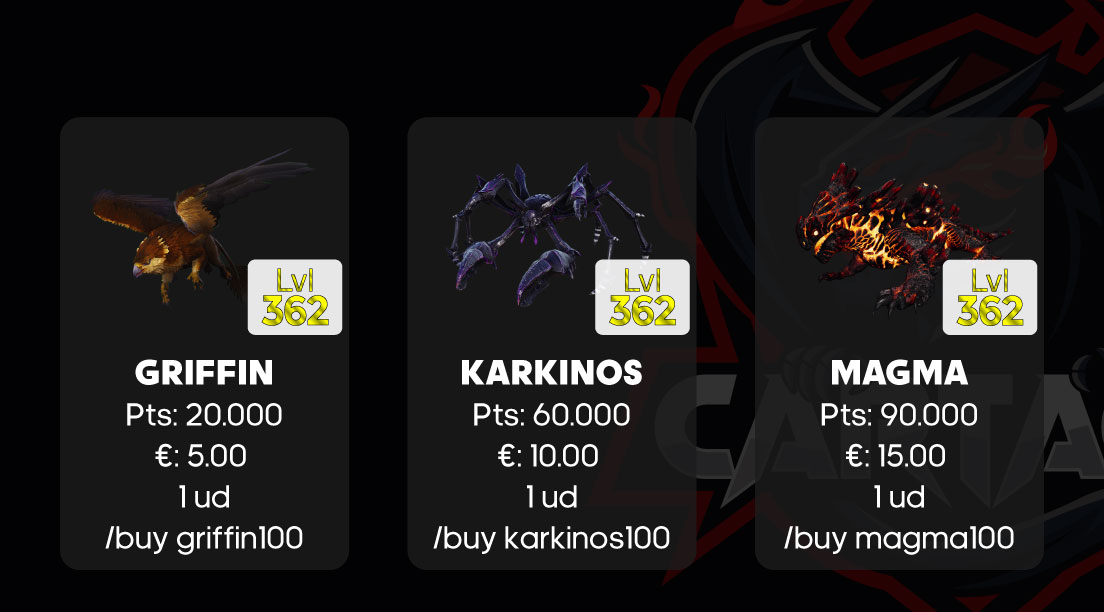 Lvl
362
GRIFFIN
Pts: 20.000
€: 5.00
1 ud
/buy griffin100
Lvl
362
KARKINOS
Pts: 60.000
€: 10.00
1 ud
/buy karkinos100
Lvl
362
MAGMA
Pts: 90.000
€: 15.00
1 ud
/buy magma100